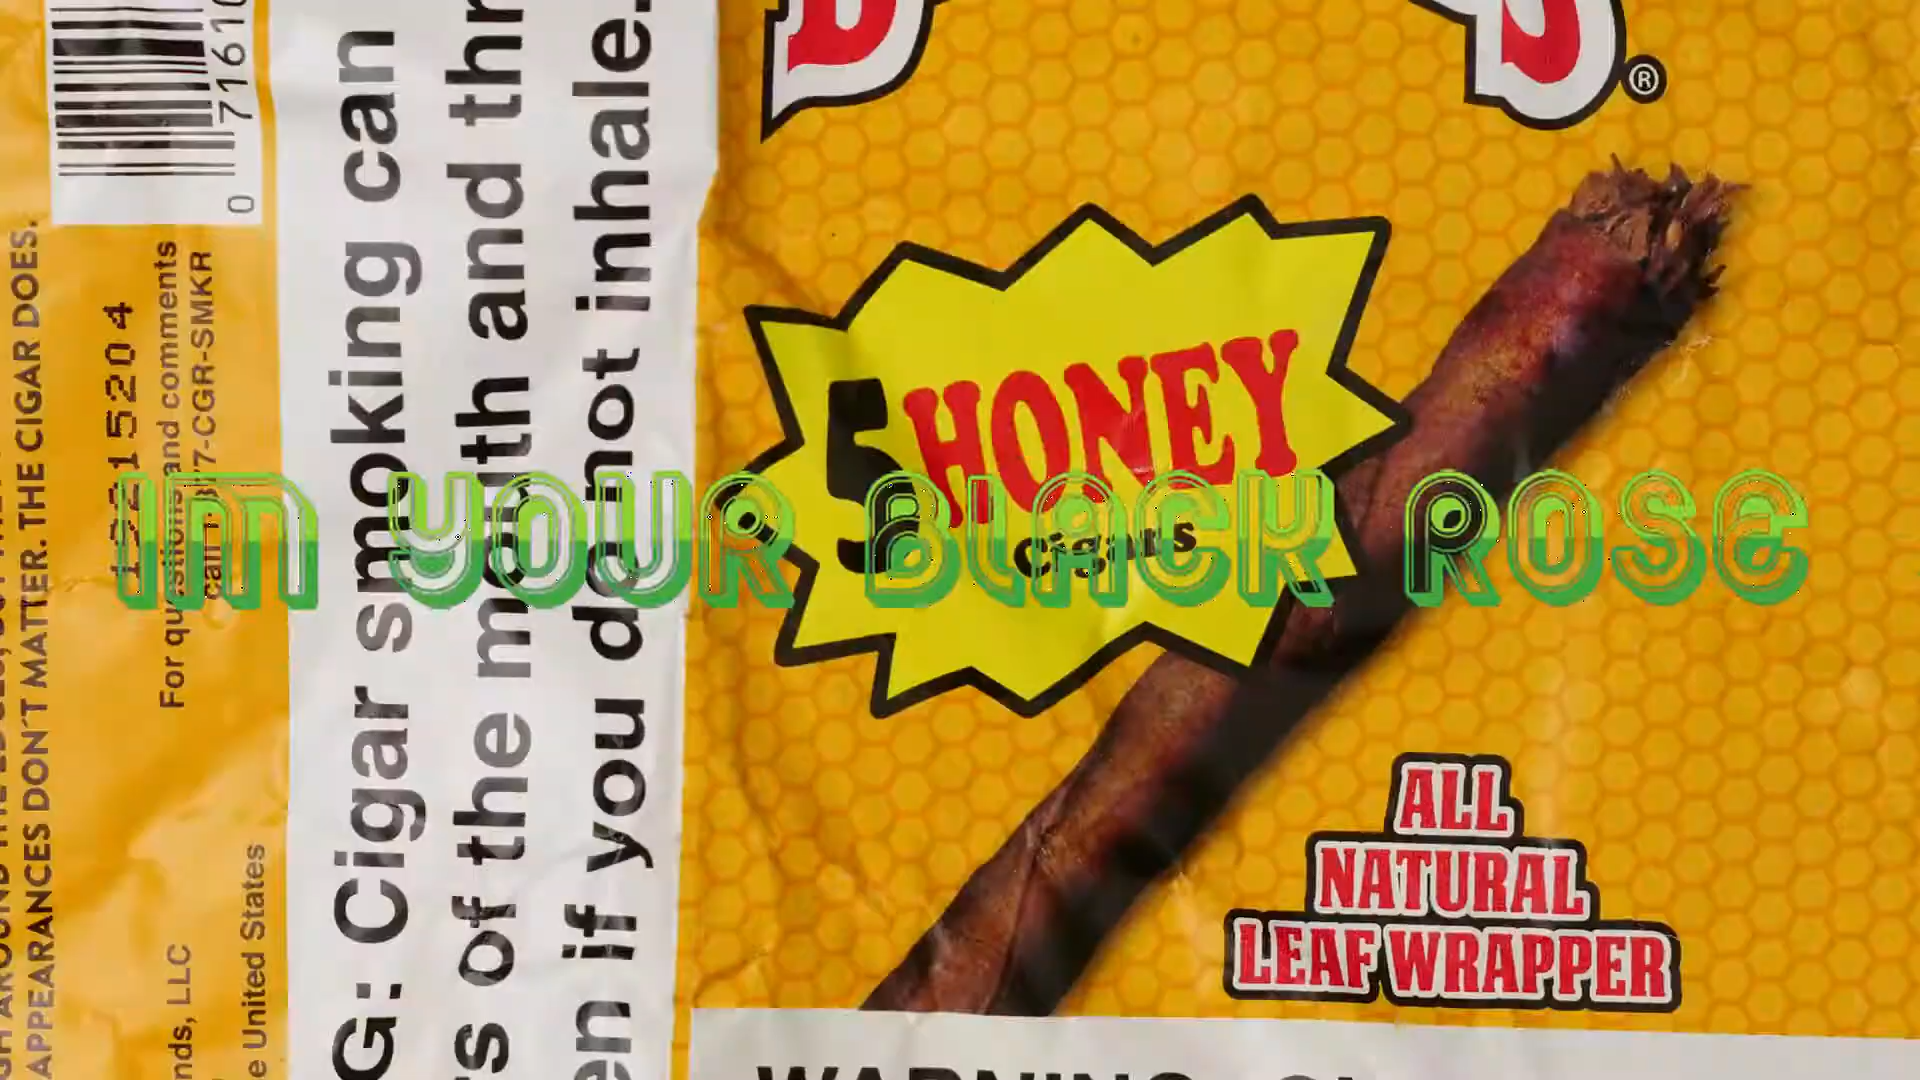 ®
5 HONEY
Cigars
ALL
NATURAL
LEAF WRAPPER
IM YOUR BLACK ROSE
G: Cigar smoking can
s of the mouth and thr
en if you do not inhale.
0 71610
12215204
For questions and comments
call 1-877-CGR-SMKR
nds, LLC
e United States
APPEARANCES DON'T MATTER. THE CIGAR DOES.